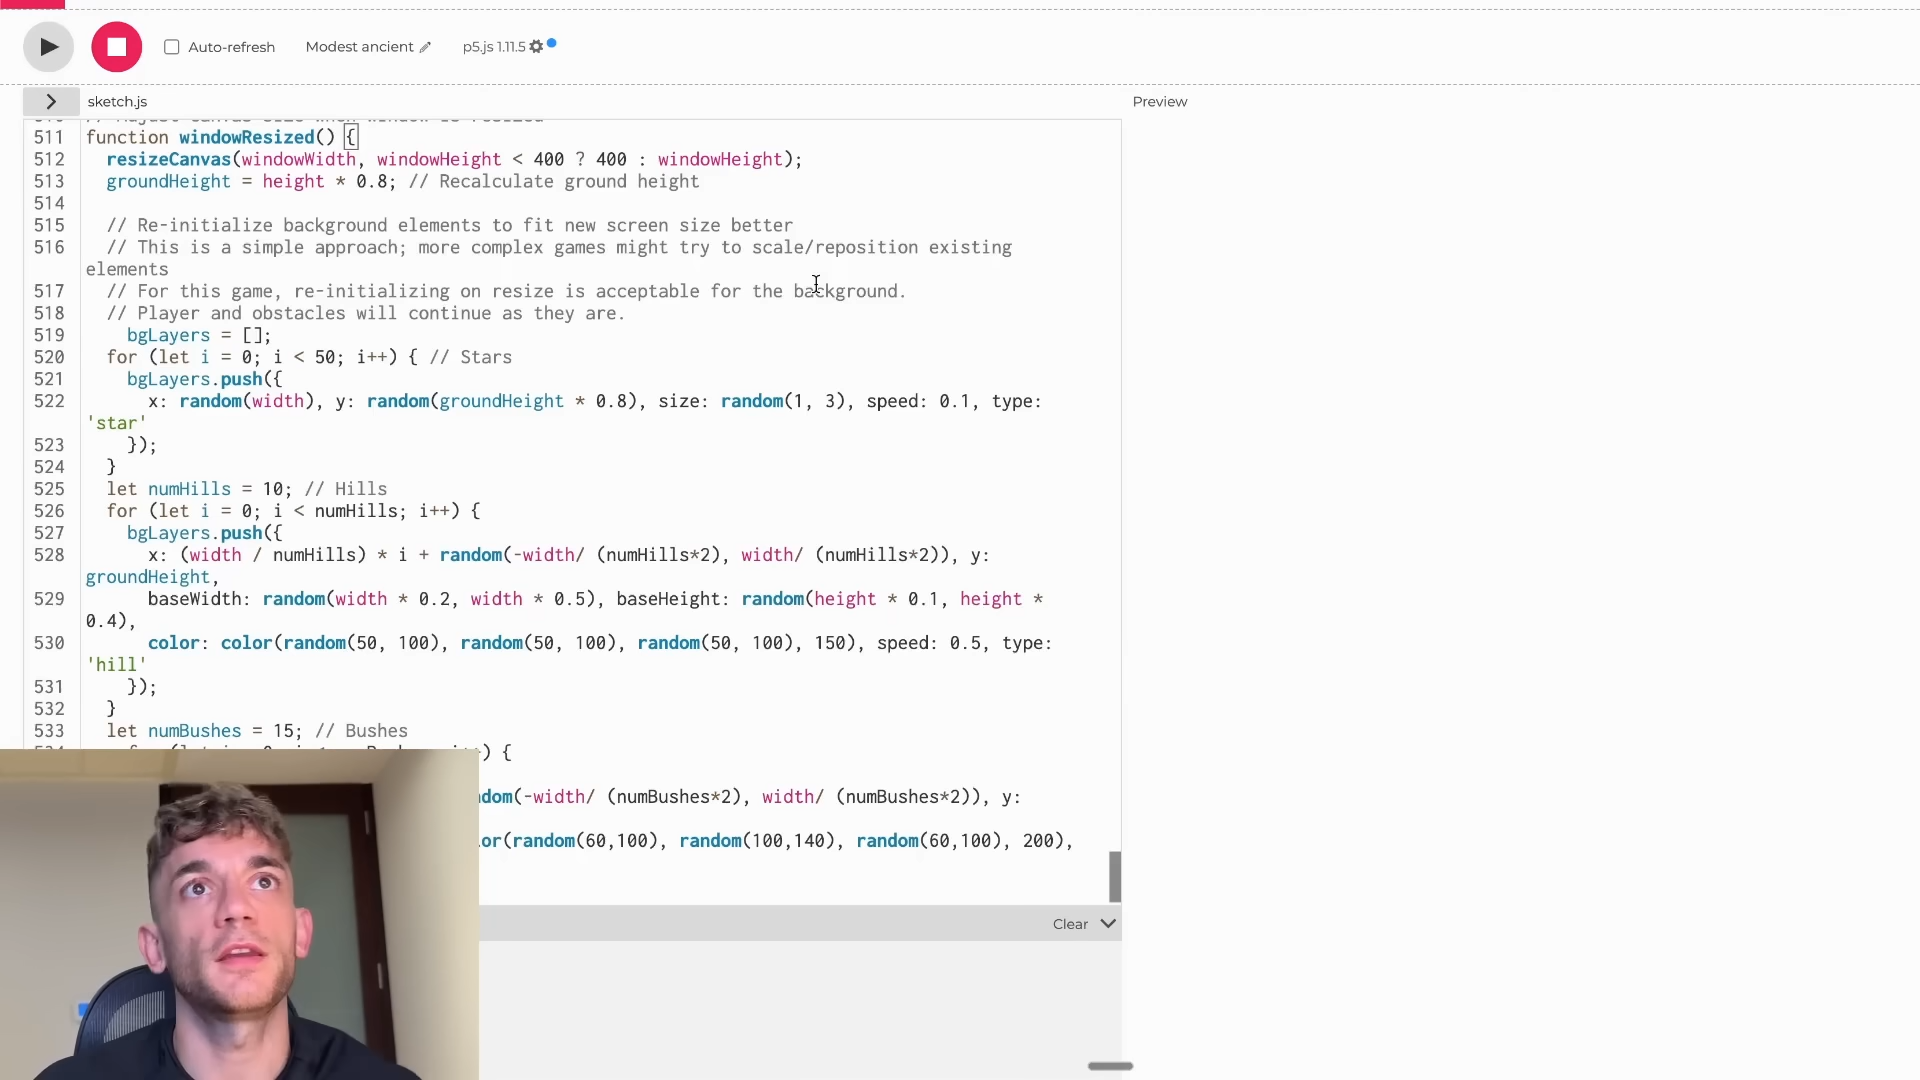 Auto-refresh
Modest ancient
p5.js 1.11.5
sketch.js
Preview
511 function windowResized() {
512 resizeCanvas(windowWidth, windowHeight < 400 ? 400 : windowHeight);
513 groundHeight = height * 0.8; // Recalculate ground height
514
515 // Re-initialize background elements to fit new screen size better
516 // This is a simple approach; more complex games might try to scale/reposition existing
elements
517 // For this game, re-initializing on resize is acceptable for the background.
518 // Player and obstacles will continue as they are.
519 bgLayers = [];
520 for (let i = 0; i < 50; i++) { // Stars
521 bgLayers.push({
522 x: random(width), y: random(groundHeight * 0.8), size: random(1, 3), speed: 0.1, type:
'star'
523 });
524 }
525 let numHills = 10; // Hills
526 for (let i = 0; i < numHills; i++) {
527 bgLayers.push({
528 x: (width / numHills) * i + random(-width/ (numHills*2), width/ (numHills*2)), y:
groundHeight,
529 baseWidth: random(width * 0.2, width * 0.5), baseHeight: random(height * 0.1, height *
0.4),
530 color: color(random(50, 100), random(50, 100), random(50, 100), 150), speed: 0.5, type:
'hill'
531 });
532 }
533 let numBushes = 15; // Bushes
) {
dom(-width/ (numBushes*2), width/ (numBushes*2)), y:
or(random(60,100), random(100,140), random(60,100), 200),
Clear